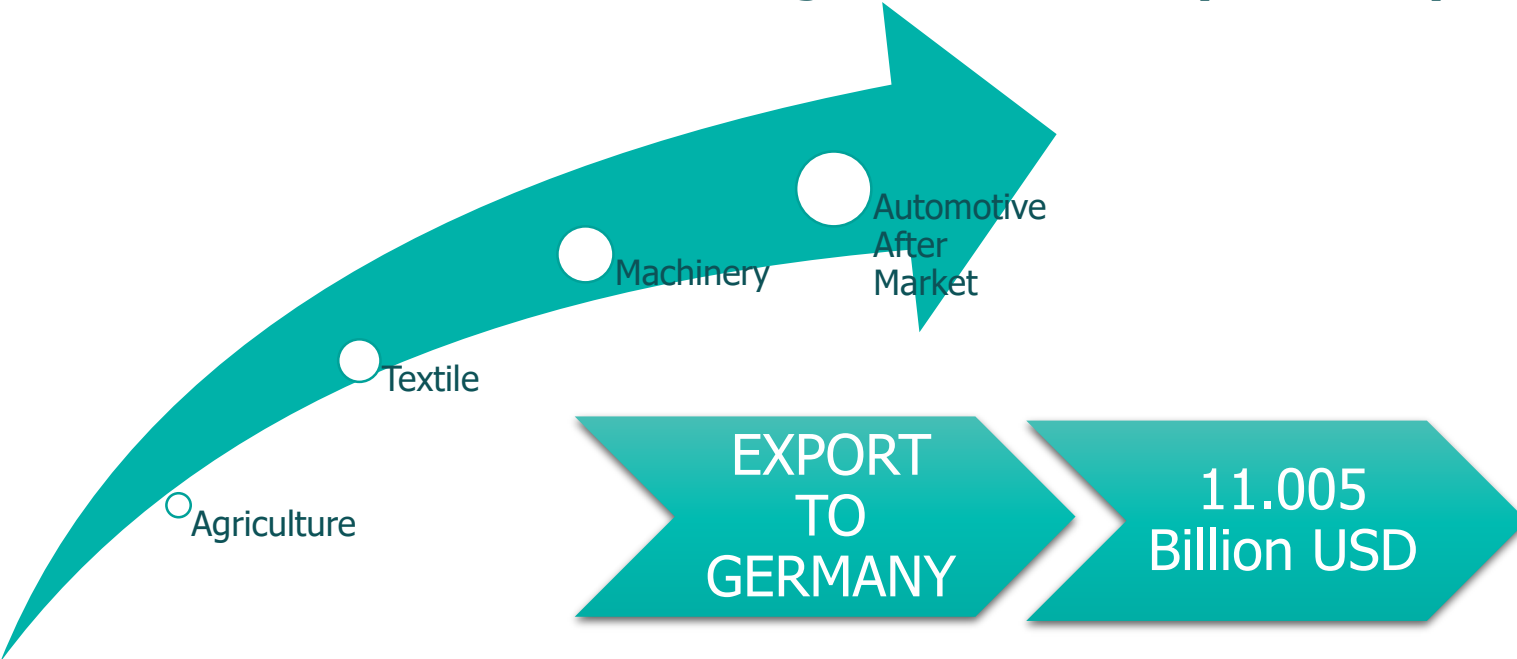 Automotive
After
Market
Machinery
Textile
Agriculture
EXPORT
TO
GERMANY
11.005
Billion USD